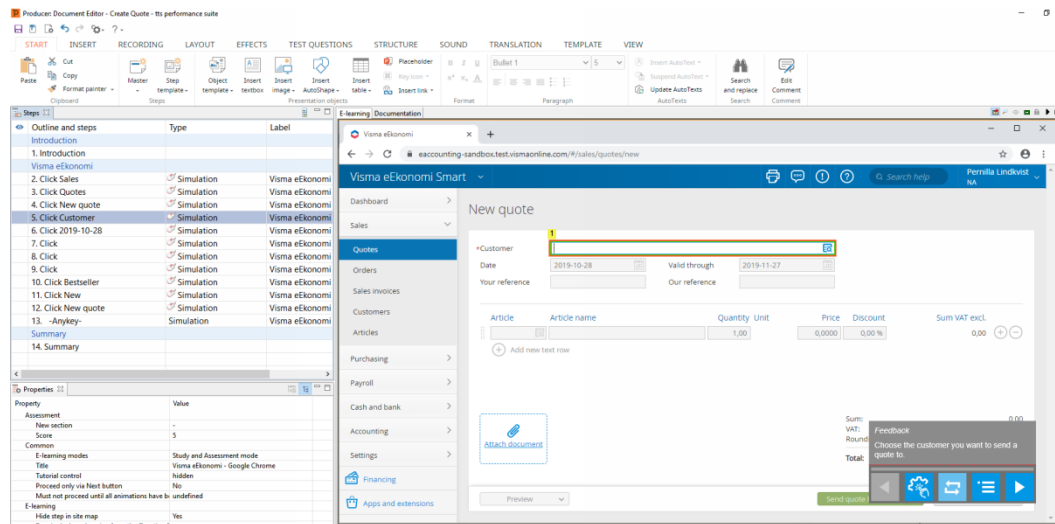 Producer: Document Editor - Create Quote - tts performance suite
START INSERT RECORDING LAYOUT EFFECTS TEST QUESTIONS STRUCTURE SOUND TRANSLATION TEMPLATE VIEW
Paste
Cut
Copy
Format painter
Clipboard
Master
Step template
Steps
Object template
Insert textbox
Insert image
Insert AutoShape
Insert table
Placeholder
Key icon
Insert link
Presentation objects
B I U
Format
Bullet 1 5
Paragraph
Insert AutoText
Suspend AutoText
Update AutoTexts
AutoTexts
Search and replace
Search
Edit Comment
Comment
Steps
Outline and steps Type Label
Introduction
1. Introduction
Visma eEkonomi
2. Click Sales Simulation Visma eEkonomi
3. Click Quotes Simulation Visma eEkonomi
4. Click New quote Simulation Visma eEkonomi
5. Click Customer Simulation Visma eEkonomi
6. Click 2019-10-28 Simulation Visma eEkonomi
7. Click Simulation Visma eEkonomi
8. Click Simulation Visma eEkonomi
9. Click Simulation Visma eEkonomi
10. Click Bestseller Simulation Visma eEkonomi
11. Click New Simulation Visma eEkonomi
12. Click New quote Simulation Visma eEkonomi
13. -Anykey- Simulation Visma eEkonomi
Summary
14. Summary
Properties
Property Value
Assessment
New section -
Score 5
Common
E-learning modes Study and Assessment mode
Title Visma eEkonomi - Google Chrome
Tutorial control hidden
Proceed only via Next button No
Must not proceed until all animations have b undefined
E-learning
Hide step in site map Yes
E-learning Documentation
Visma eEkonomi
eaccounting-sandbox.test.vismaonline.com/#/sales/quotes/new
Visma eEkonomi Smart
Search help
Pernilla Lindkvist
NA
Dashboard
Sales
Quotes
Orders
Sales invoices
Customers
Articles
Purchasing
Payroll
Cash and bank
Accounting
Settings
Financing
Apps and extensions
New quote
1
*Customer
Date 2019-10-28 Valid through 2019-11-27
Your reference Our reference
Article Article name Quantity Unit Price Discount Sum VAT excl.
1,00 0,0000 0,00 % 0,00
Add new text row
Attach document
Sum: 0,00
VAT:
Round
Total:
Feedback
Choose the customer you want to send a
quote to.
Preview
Send quote